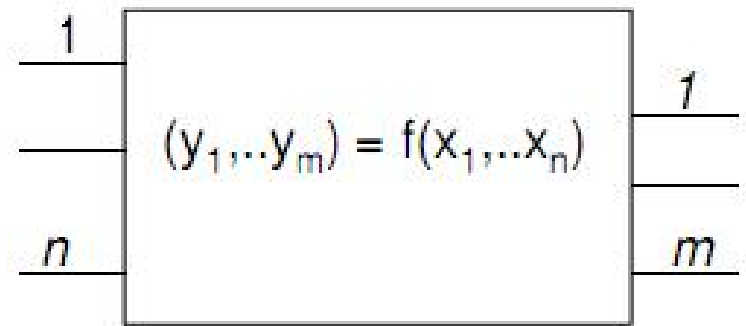 1
1
(y₁,..yₘ) = f(x₁,..xₙ)
n
m